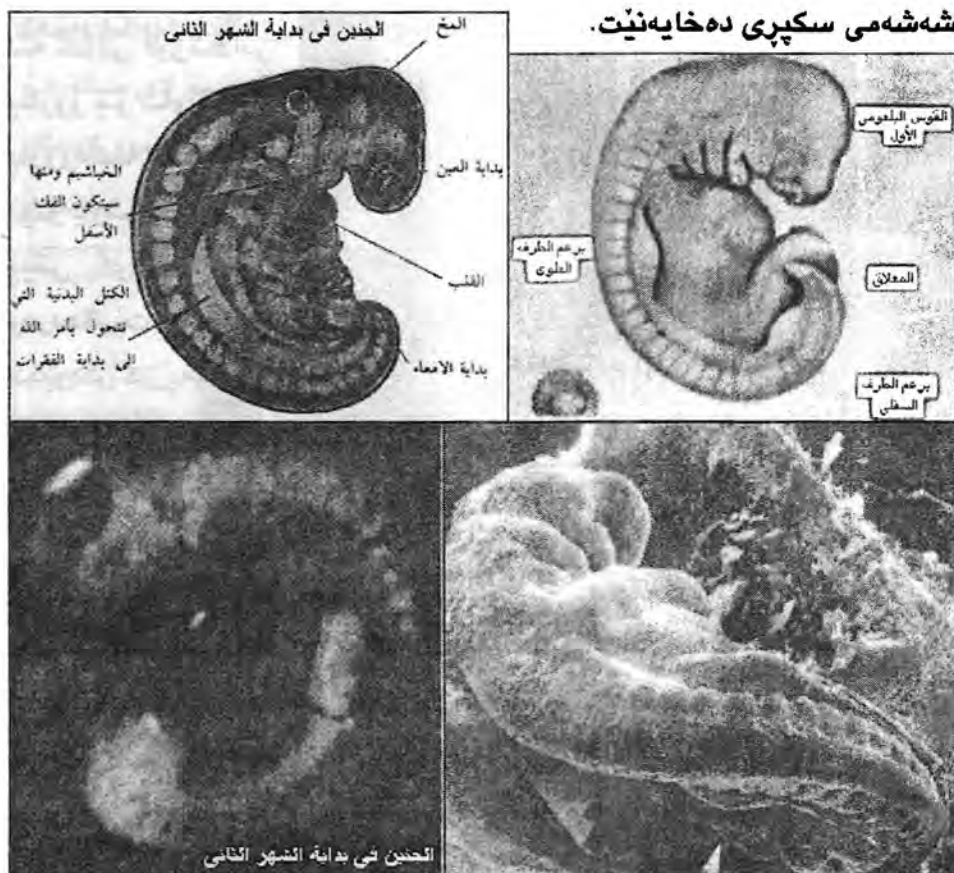 شەشەمی سکپڕی دەخایەنێت.
الجنين في بداية الشهر الثاني
المخ
بداية العين
الخياشيم ومنها
سيتكون الفك
الأسفل
القلب
الكتل البدنية التي
تتحول بأمر الله
الى بداية الفقرات
بداية الامعاء
القوس البلعومي
الأول
برعم الطرف
العلوي
المعلاق
برعم الطرف
السفلي
الجنين في بداية الشهر الثاني